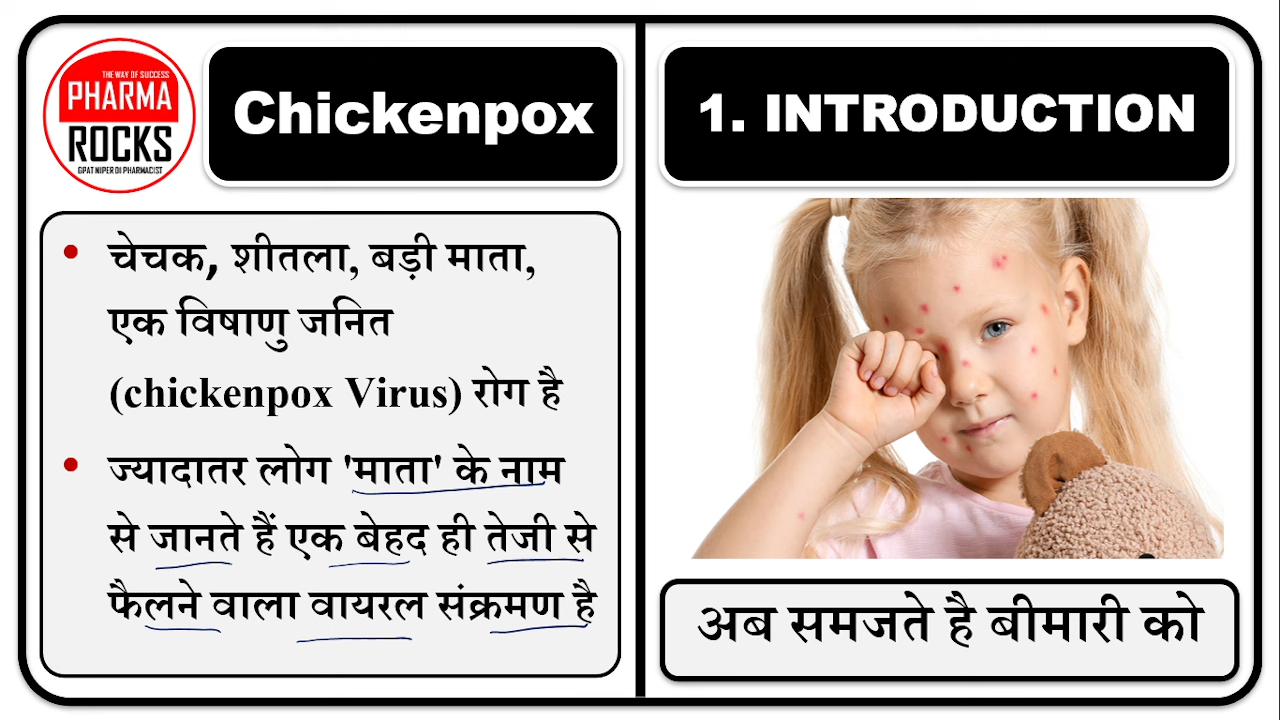 THE WAY OF SUCCESS
PHARMA
ROCKS
GPAT NIPER DI PHARMACIST
Chickenpox
• चेचक, शीतला, बड़ी माता,
एक विषाणु जनित
(chickenpox Virus) रोग है
• ज्यादातर लोग 'माता' के नाम
से जानते हैं एक बेहद ही तेजी से
फैलने वाला वायरल संक्रमण है
1. INTRODUCTION
अब समजते है बीमारी को